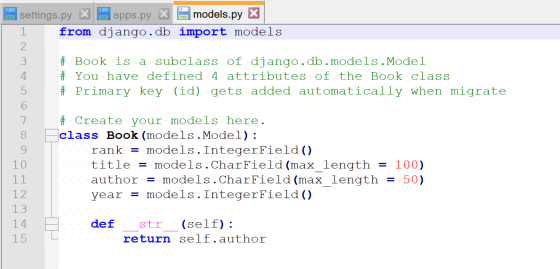 settings.py apps.py models.py
1 from django.db import models
2
3 # Book is a subclass of django.db.models.Model
4 # You have defined 4 attributes of the Book class
5 # Primary key (id) gets added automatically when migrate
6
7 # Create your models here.
8 class Book(models.Model):
9     rank = models.IntegerField()
10     title = models.CharField(max_length = 100)
11     author = models.CharField(max_length = 50)
12     year = models.IntegerField()
13
14     def __str__(self):
15         return self.author